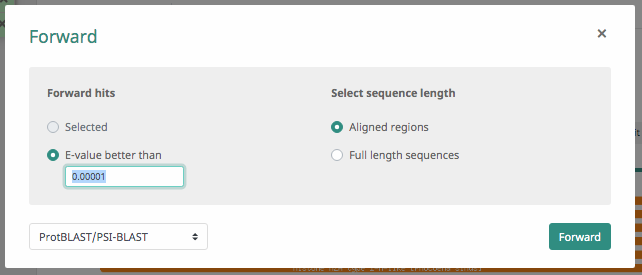 Forward
×
Forward hits
Select sequence length
Selected
Aligned regions
E-value better than
Full length sequences
0.00001
ProtBLAST/PSI-BLAST
Forward